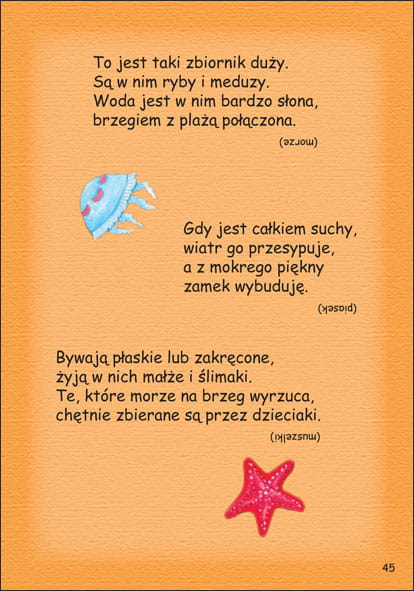 To jest taki zbiornik duży.
Są w nim ryby i meduzy.
Woda jest w nim bardzo słona,
brzegiem z plażą połączona.
(morze)
Gdy jest całkiem suchy,
wiatr go przesypuje,
a z mokrego piękny
zamek wybuduję.
(piasek)
Bywają płaskie lub zakręcone,
żyją w nich małże i ślimaki.
Te, które morze na brzeg wyrzuca,
chętnie zbierane są przez dzieciaki.
(muszelki)
45